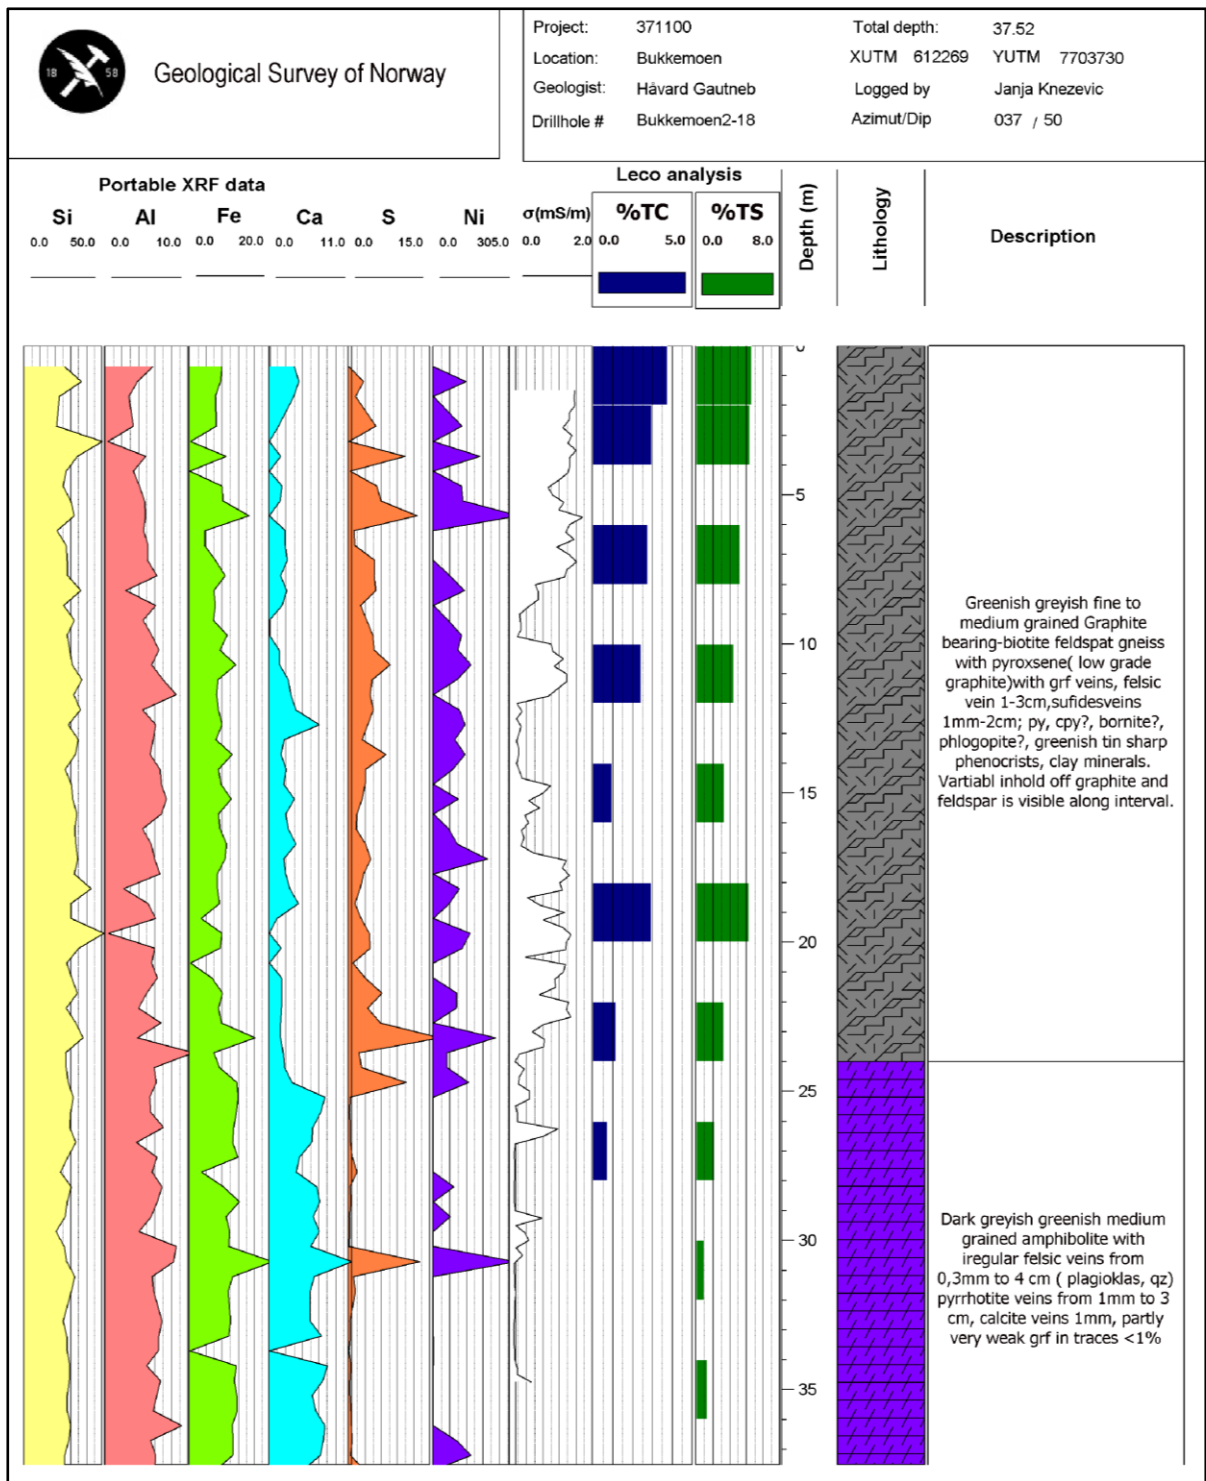 18 58
Geological Survey of Norway
Project: 371100 Total depth: 37.52
Location: Bukkemoen XUTM 612269 YUTM 7703730
Geologist: Håvard Gautneb Logged by Janja Knezevic
Drillhole # Bukkemoen2-18 Azimut/Dip 037 / 50
Portable XRF data
Leco analysis
Si Al Fe Ca S Ni σ(mS/m) %TC %TS
0.0 50.0 0.0 10.0 0.0 20.0 0.0 11.0 0.0 15.0 0.0 305.0 0.0 2.0 0.0 5.0 0.0 8.0
Depth (m)
Lithology
Description
0
5
10
15
20
25
30
35
Greenish greyish fine to
medium grained Graphite
bearing-biotite feldspat gneiss
with pyroxsene( low grade
graphite)with grf veins, felsic
vein 1-3cm,sufidesveins
1mm-2cm; py, cpy?, bornite?,
phlogopite?, greenish tin sharp
phenocrists, clay minerals.
Vartiabl inhold off graphite and
feldspar is visible along interval.
Dark greyish greenish medium
grained amphibolite with
irregular felsic veins from
0,3mm to 4 cm ( plagioklas, qz)
pyrrhotite veins from 1mm to 3
cm, calcite veins 1mm, partly
very weak grf in traces <1%